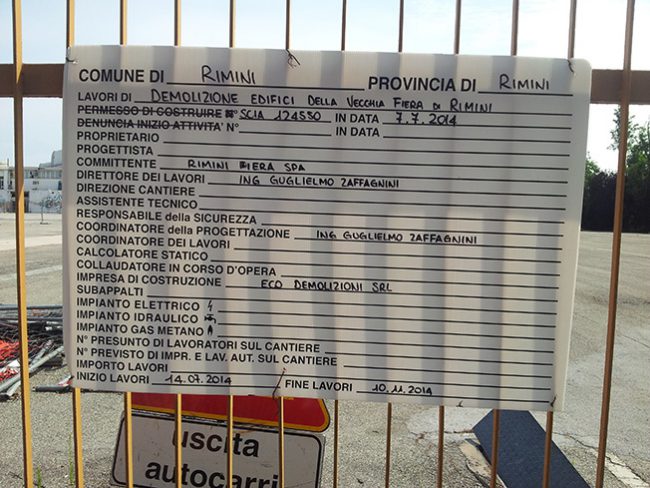 COMUNE DI RIMINI PROVINCIA DI RIMINI
LAVORI DI DEMOLIZIONE EDIFICI DELLA VECCHIA FIERA DI RIMINI
PERMESSO DI COSTRUIRE N° SCIA 124530 IN DATA 7.7.2014
DENUNCIA INIZIO ATTIVITA' N° IN DATA
PROPRIETARIO
PROGETTISTA
COMMITTENTE RIMINI FIERA SPA
DIRETTORE DEI LAVORI ING GUGLIELMO ZAFFAGNINI
DIREZIONE CANTIERE
ASSISTENTE TECNICO
RESPONSABILE della SICUREZZA
COORDINATORE della PROGETTAZIONE ING GUGLIELMO ZAFFAGNINI
COORDINATORE DEI LAVORI
CALCOLATORE STATICO
COLLAUDATORE IN CORSO D'OPERA
IMPRESA DI COSTRUZIONE ECO DEMOLIZIONI SRL
SUBAPPALTI
IMPIANTO ELETTRICO
IMPIANTO IDRAULICO
IMPIANTO GAS METANO
N° PRESUNTO DI LAVORATORI SUL CANTIERE
N° PREVISTO DI IMPR. E LAV. AUT. SUL CANTIERE
IMPORTO LAVORI
INIZIO LAVORI 14.07.2014 FINE LAVORI 10.11.2014
uscita
autocarri